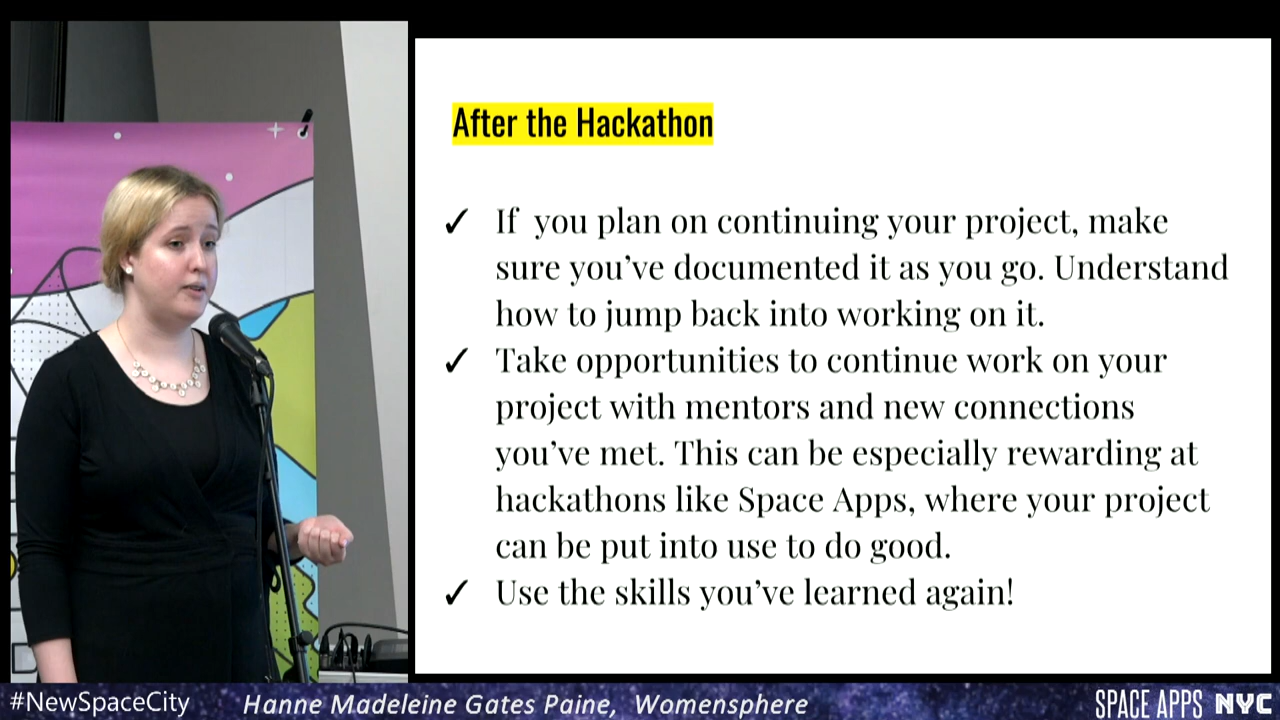 After the Hackathon
✓ If  you plan on continuing your project, make
sure you’ve documented it as you go. Understand
how to jump back into working on it.
✓ Take opportunities to continue work on your
project with mentors and new connections
you’ve met. This can be especially rewarding at
hackathons like Space Apps, where your project
can be put into use to do good.
✓ Use the skills you’ve learned again!
#NewSpaceCity
Hanne Madeleine Gates Paine, Womensphere
SPACE APPS NYC